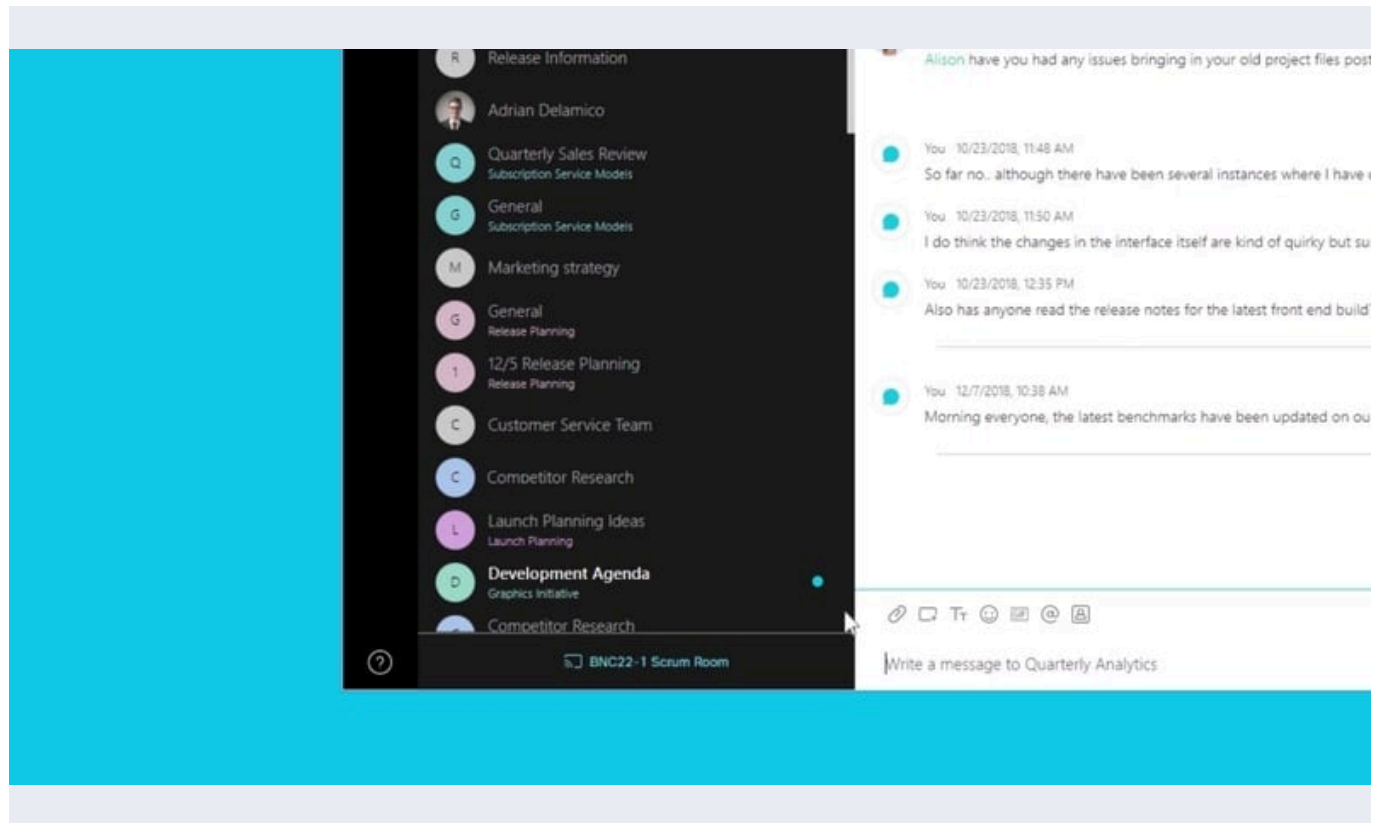 R
Release Information
Adrian Delamico
Q
Quarterly Sales Review
Subscription Service Models
G
General
Subscription Service Models
M
Marketing strategy
G
General
Release Planning
1
12/5 Release Planning
Release Planning
C
Customer Service Team
C
Competitor Research
L
Launch Planning Ideas
Launch Planning
D
Development Agenda
Graphics Initiative
Competitor Research
?
BNC22-1 Scrum Room
Alison have you had any issues bringing in your old project files post
You 10/23/2018, 11:48 AM
So far no.. although there have been several instances where I have
You 10/23/2018, 11:50 AM
I do think the changes in the interface itself are kind of quirky but su
You 10/23/2018, 12:35 PM
Also has anyone read the release notes for the latest front end build
You 12/7/2018, 10:38 AM
Morning everyone, the latest benchmarks have been updated on ou
Tт
GIF
@
Write a message to Quarterly Analytics